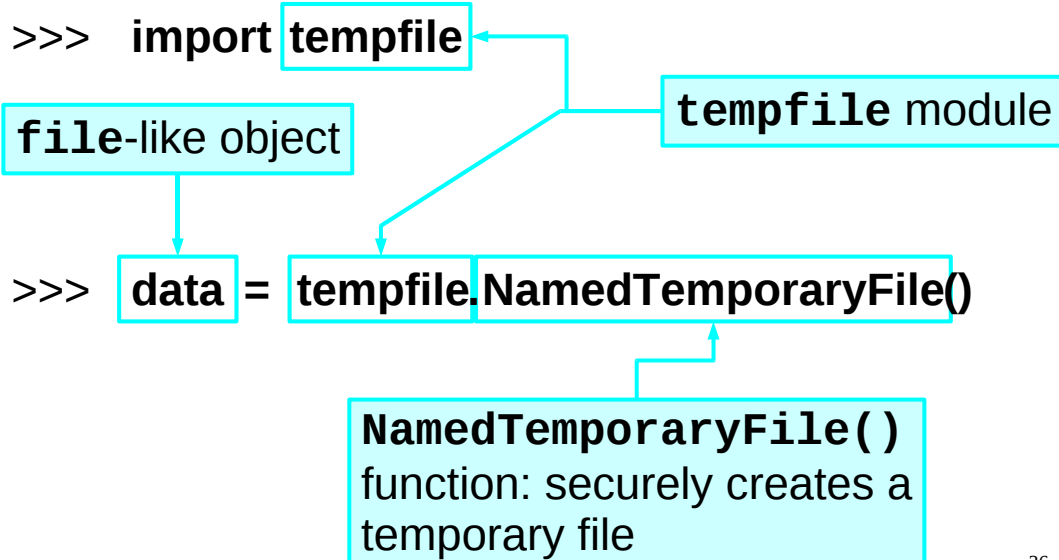 >>> import tempfile
tempfile module
file-like object
>>> data = tempfile.NamedTemporaryFile()
NamedTemporaryFile()
function: securely creates a
temporary file